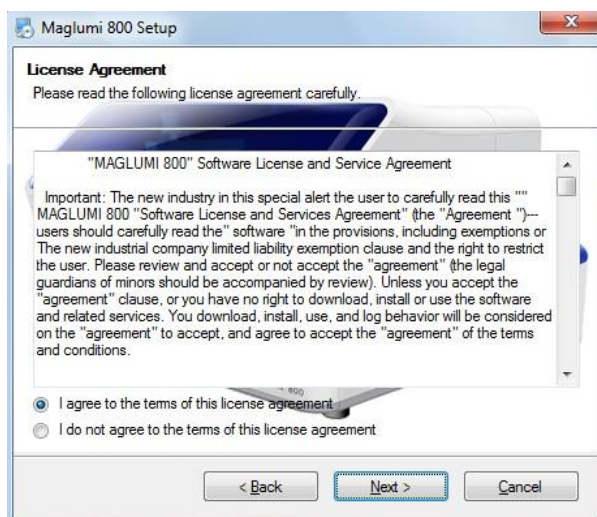 Maglumi 800 Setup
License Agreement
Please read the following license agreement carefully.
"MAGLUMI 800" Software License and Service Agreement
Important: The new industry in this special alert the user to carefully read this ""
MAGLUMI 800 "Software License and Services Agreement" (the "Agreement ")---
users should carefully read the" software "in the provisions, including exemptions or
The new industrial company limited liability exemption clause and the right to restrict
the user. Please review and accept or not accept the "agreement" (the legal
guardians of minors should be accompanied by review). Unless you accept the
"agreement" clause, or you have no right to download, install or use the software
and related services. You download, install, use, and log behavior will be considered
on the "agreement" to accept, and agree to accept the "agreement" of the terms
and conditions.
800
I agree to the terms of this license agreement
I do not agree to the terms of this license agreement
< Back Next > Cancel